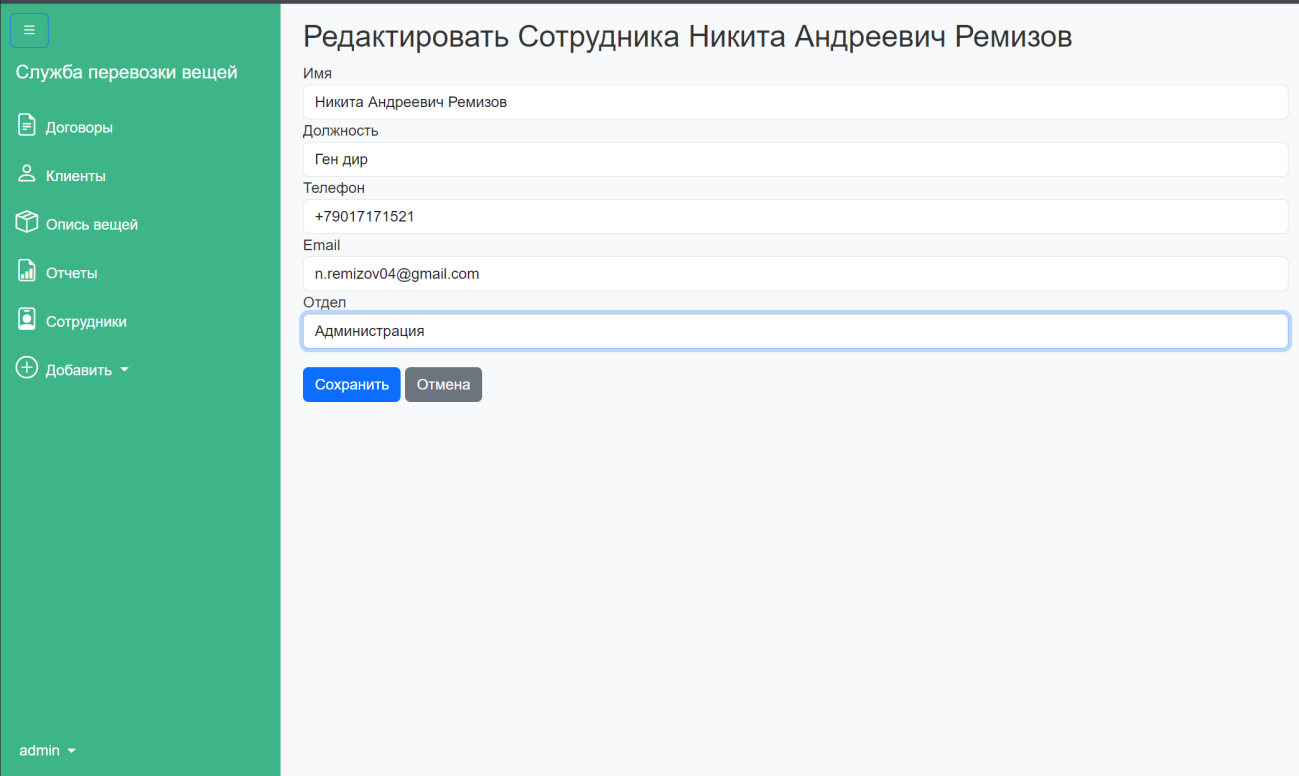 Служба перевозки вещей
Договоры
Клиенты
Опись вещей
Отчеты
Сотрудники
Добавить
admin
Редактировать Сотрудника Никита Андреевич Ремизов
Имя
Никита Андреевич Ремизов
Должность
Ген дир
Телефон
+79017171521
Email
n.remizov04@gmail.com
Отдел
Администрация
Сохранить Отмена